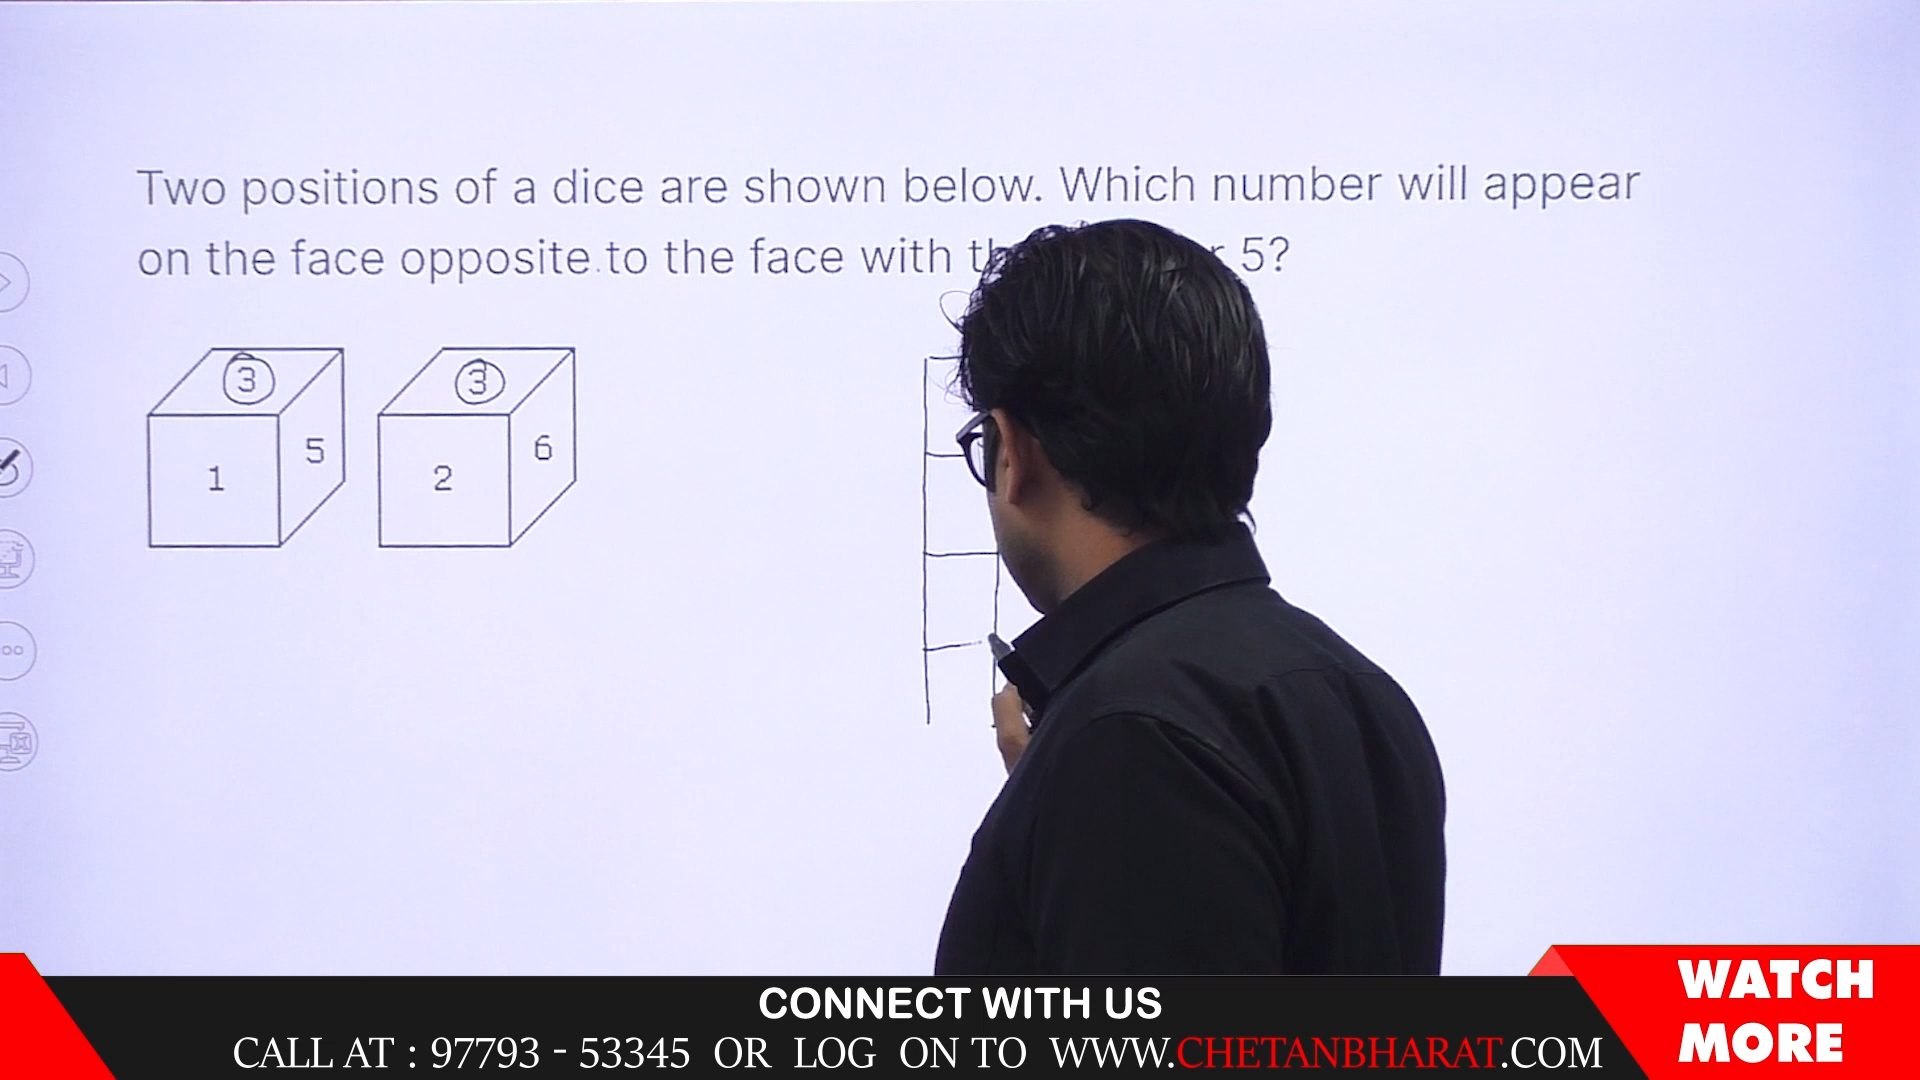 Two positions of a dice are shown below. Which number will appear
on the face opposite to the face with 5?
3
1
5
3
2
6
CONNECT WITH US
CALL AT : 97793 - 53345 OR LOG ON TO WWW.CHETANBHARAT.COM
WATCH
MORE